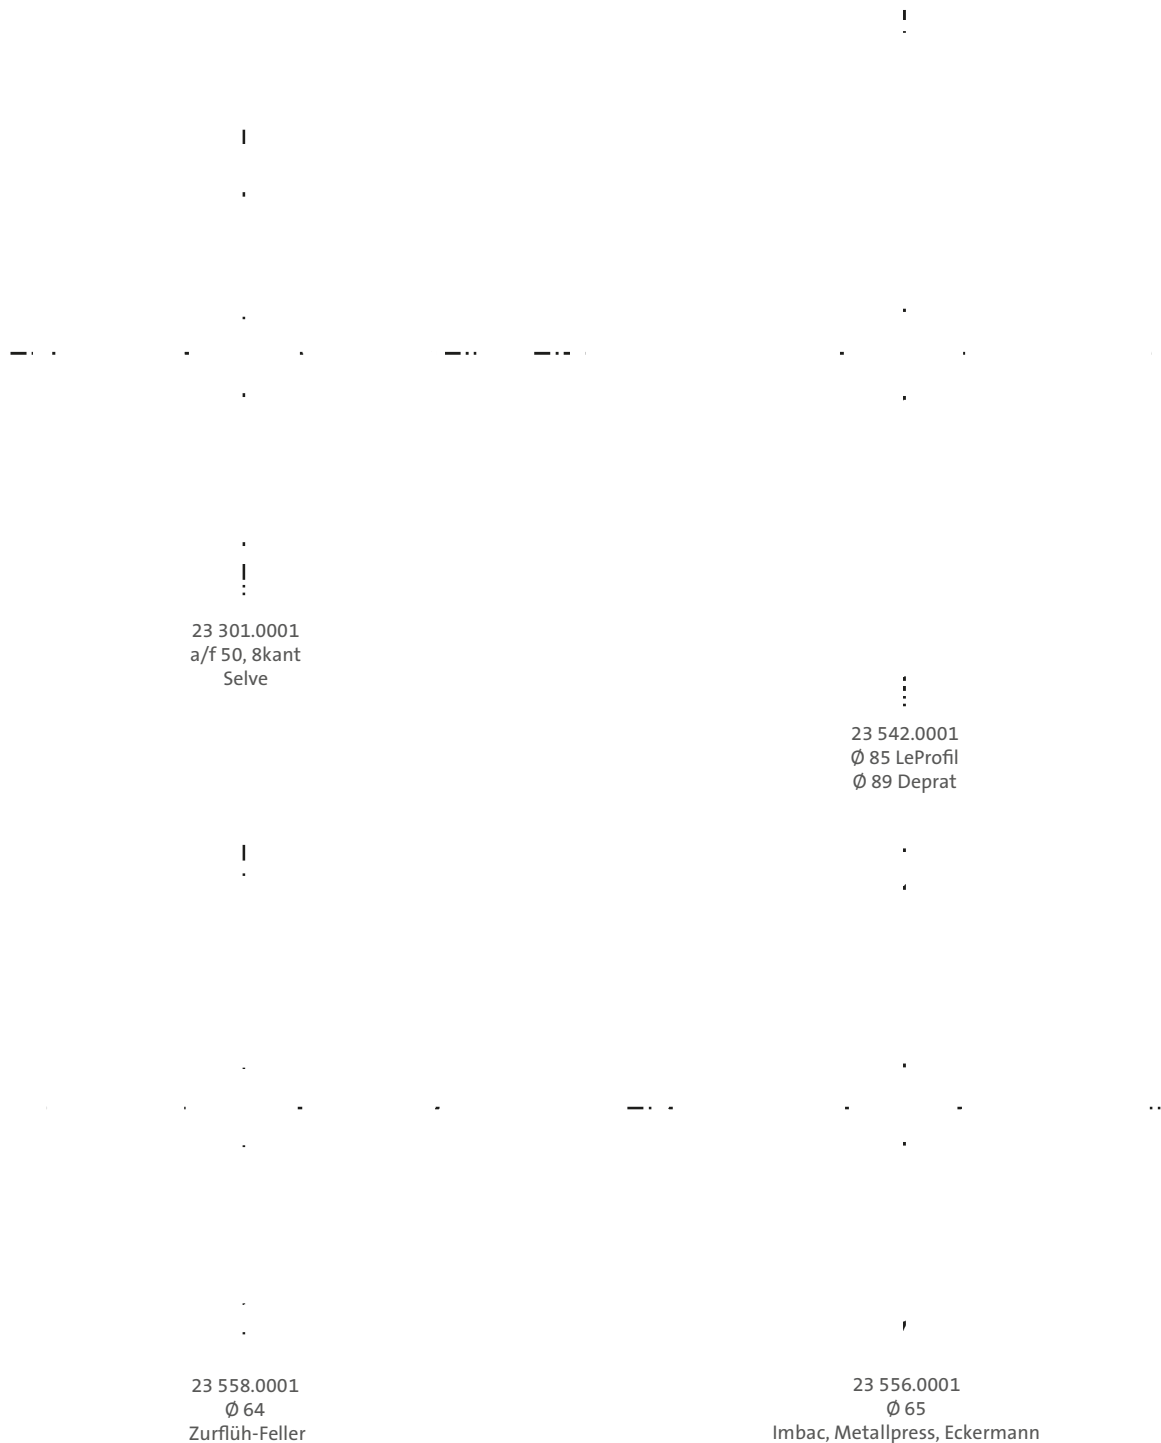 23 301.0001
a/f 50, 8kant
Selve
23 542.0001
Ø 85 LeProfil
Ø 89 Deprat
23 558.0001
Ø 64
Zurflüh-Feller
23 556.0001
Ø 65
Imbac, Metallpress, Eckermann